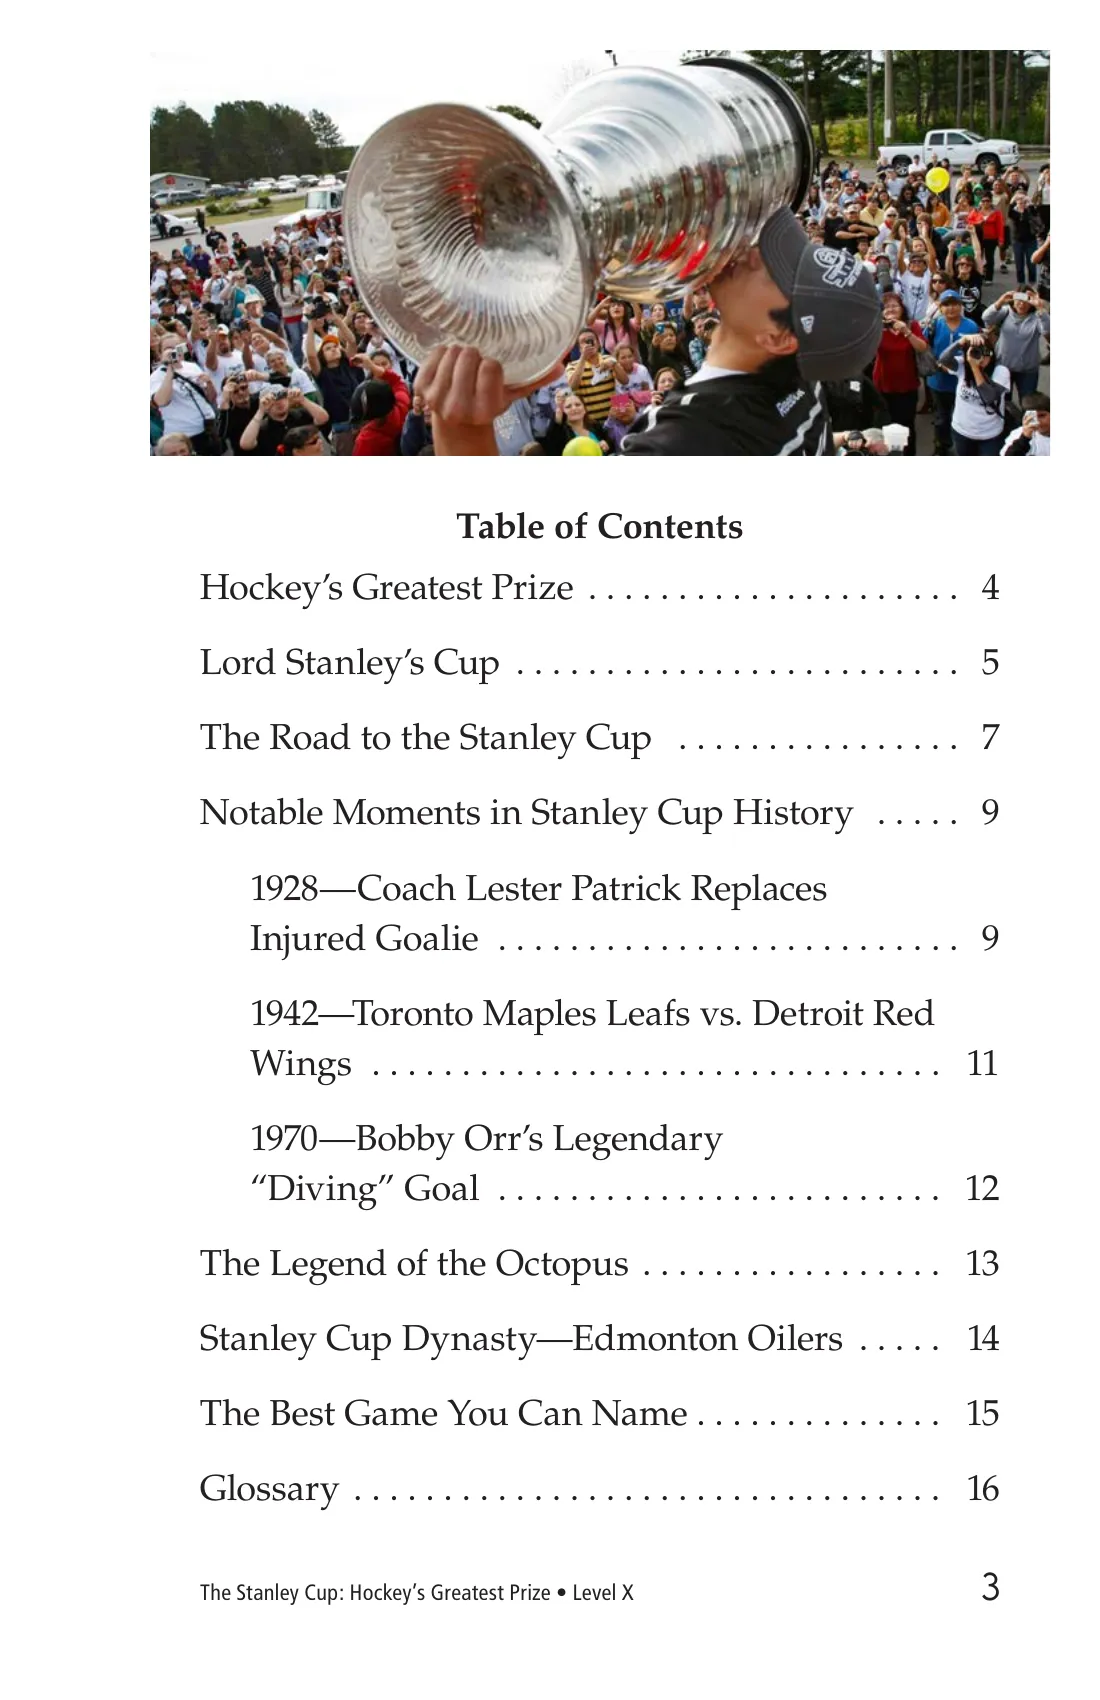 Table of Contents
Hockey’s Greatest Prize . . . . . . . . . . . . . . . . . . . . . 4
Lord Stanley’s Cup . . . . . . . . . . . . . . . . . . . . . . . . . 5
The Road to the Stanley Cup . . . . . . . . . . . . . . . . 7
Notable Moments in Stanley Cup History . . . . . 9
1928—Coach Lester Patrick Replaces
Injured Goalie . . . . . . . . . . . . . . . . . . . . . . . . . . 9
1942—Toronto Maples Leafs vs. Detroit Red
Wings . . . . . . . . . . . . . . . . . . . . . . . . . . . . . . . . 11
1970—Bobby Orr’s Legendary
“Diving” Goal . . . . . . . . . . . . . . . . . . . . . . . . . 12
The Legend of the Octopus . . . . . . . . . . . . . . . . . 13
Stanley Cup Dynasty—Edmonton Oilers . . . . . 14
The Best Game You Can Name . . . . . . . . . . . . . . 15
Glossary . . . . . . . . . . . . . . . . . . . . . . . . . . . . . . . . . 16
The Stanley Cup: Hockey’s Greatest Prize • Level X 3